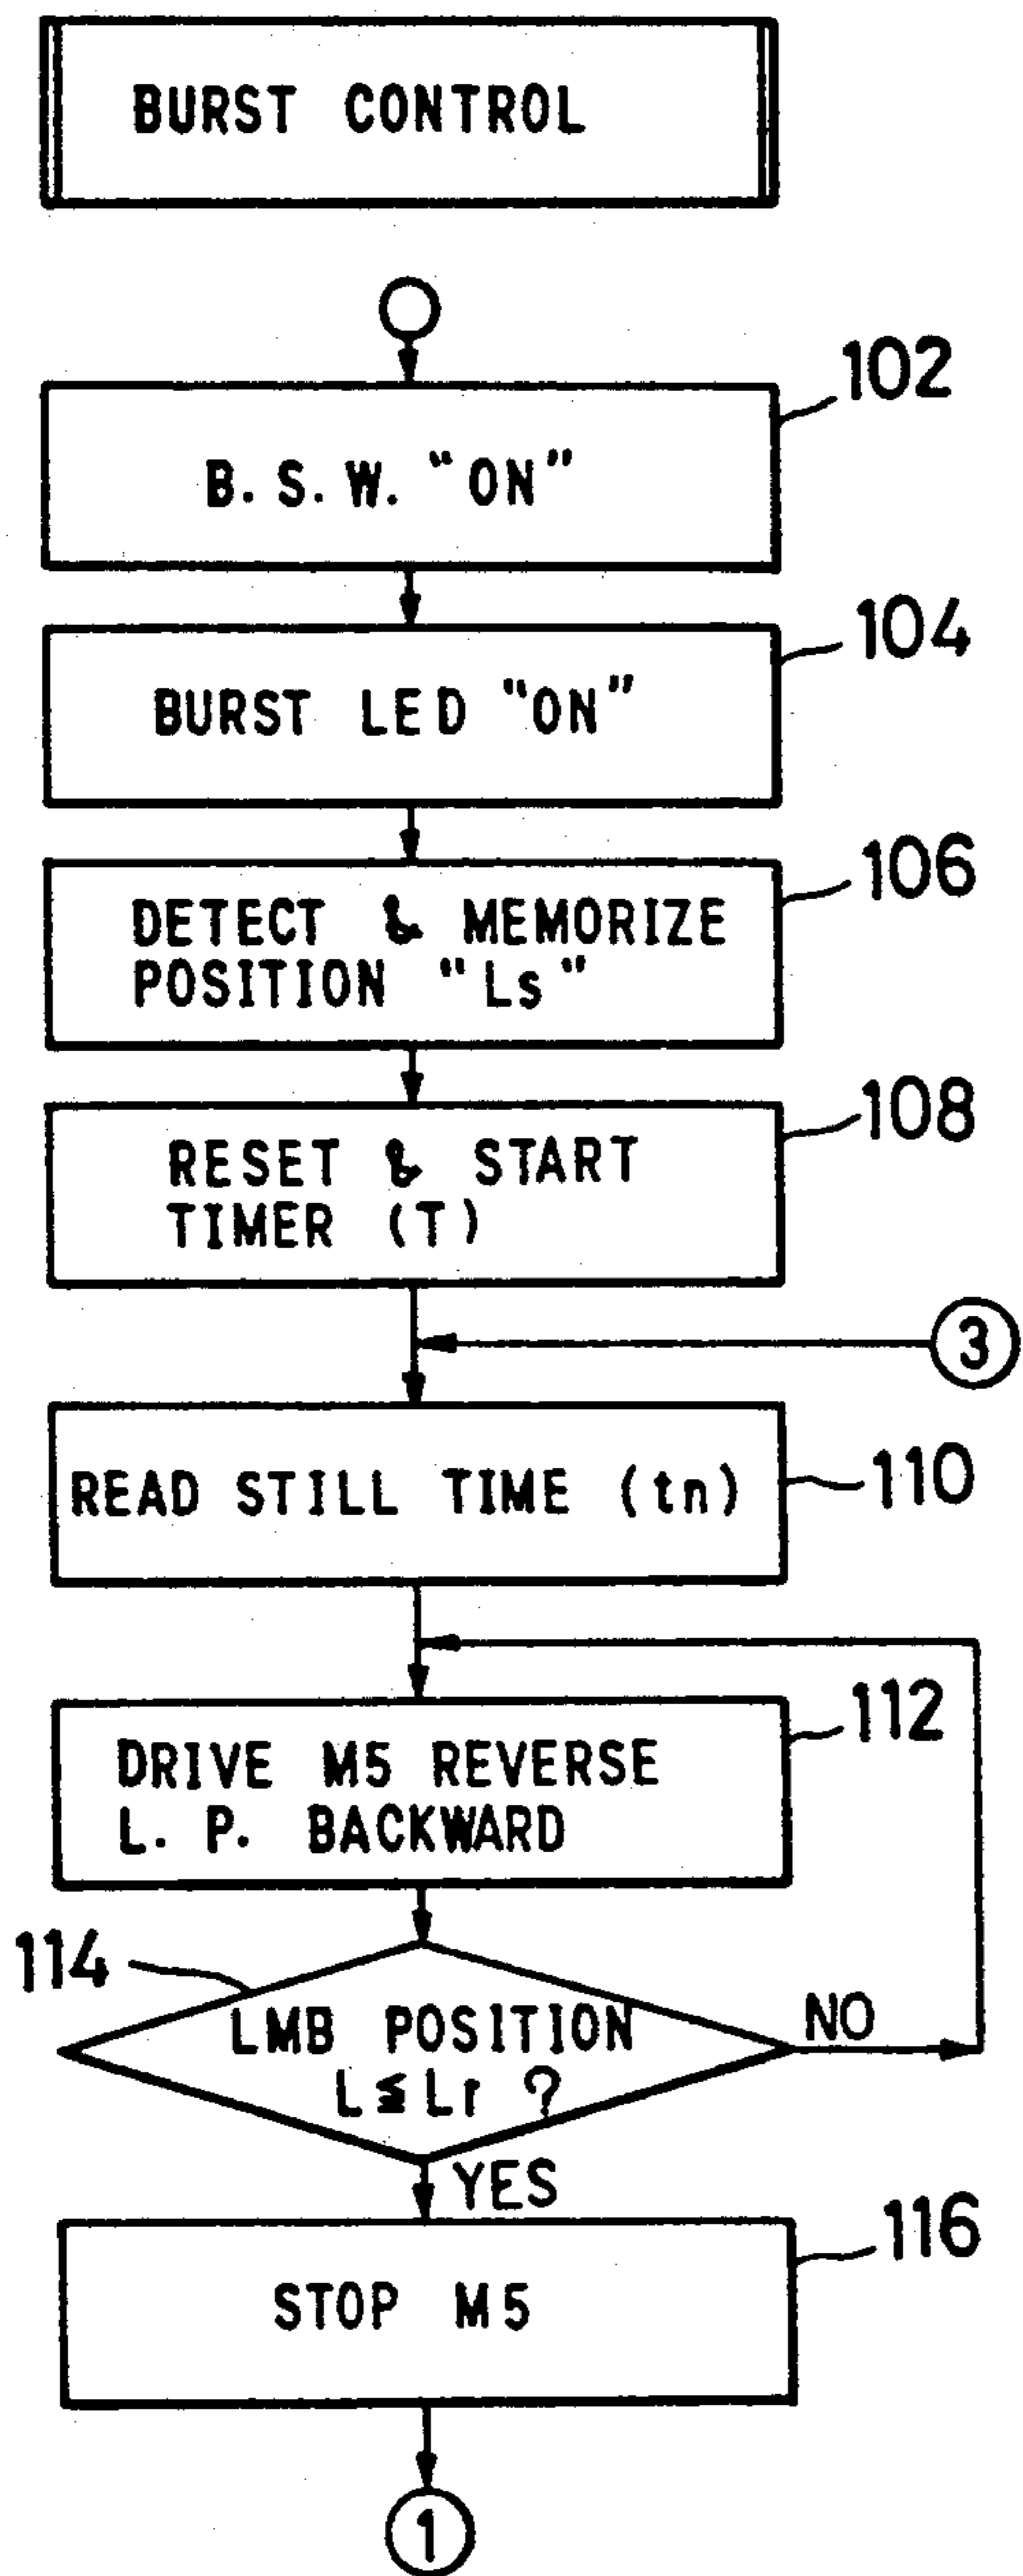 BURST CONTROL
102
B. S. W. "ON"
104
BURST LED "ON"
106
DETECT & MEMORIZE
POSITION "Ls"
108
RESET & START
TIMER (T)
3
READ STILL TIME (tn)
110
112
DRIVE M5 REVERSE
L. P. BACKWARD
114
LMB POSITION
L≦Lr ?
NO
YES
116
STOP M5
1